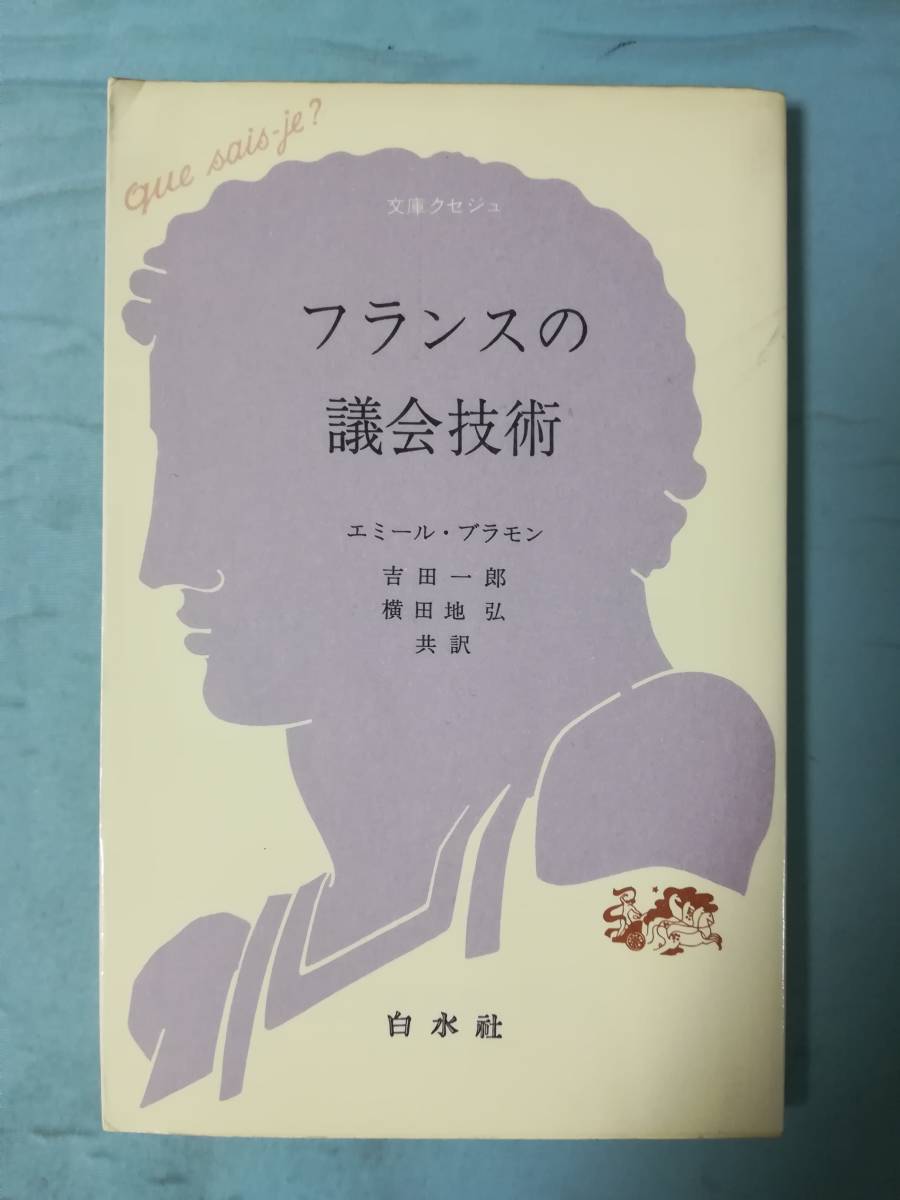 que sais-je?
文庫クセジュ
フランスの
議会技術
エミール・ブラモン
吉田一郎
横田地弘
共訳
白水社